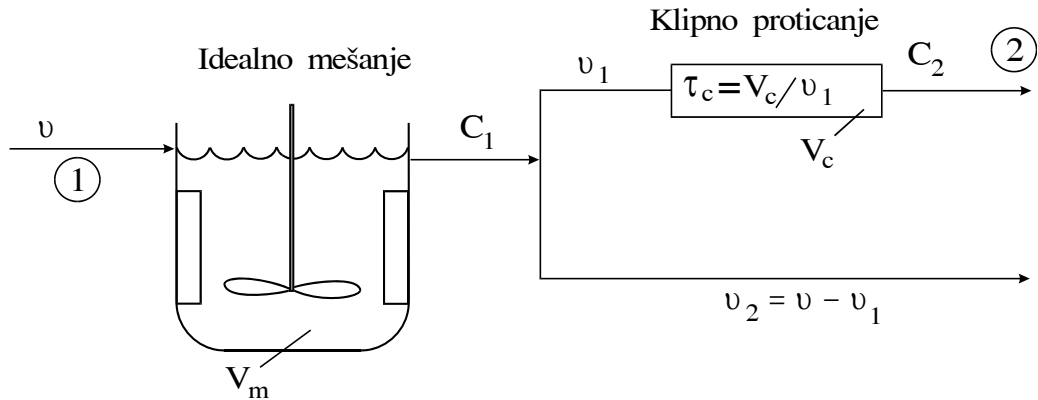 Klipno proticanje
Idealno mešanje
υ
1
C₁
υ₁
τc = Vc/υ₁
C₂
2
Vc
υ₂ = υ − υ₁
Vm